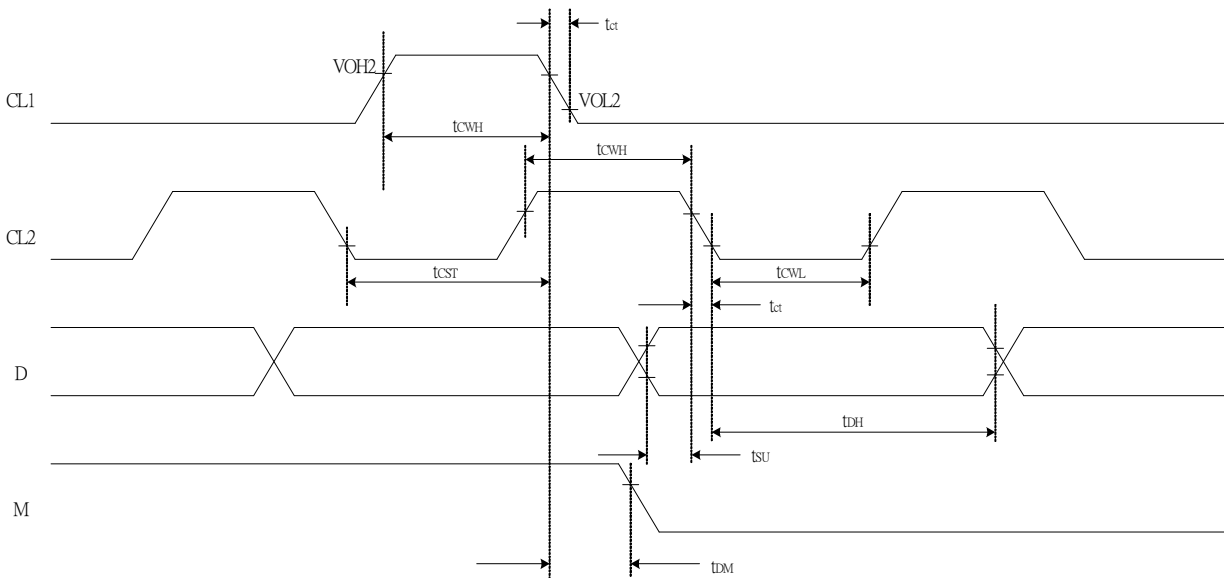 tct
VOH2
CL1
VOL2
tCWH
tCWH
CL2
tCST
tCWL
tct
D
tDH
tSU
M
tDM